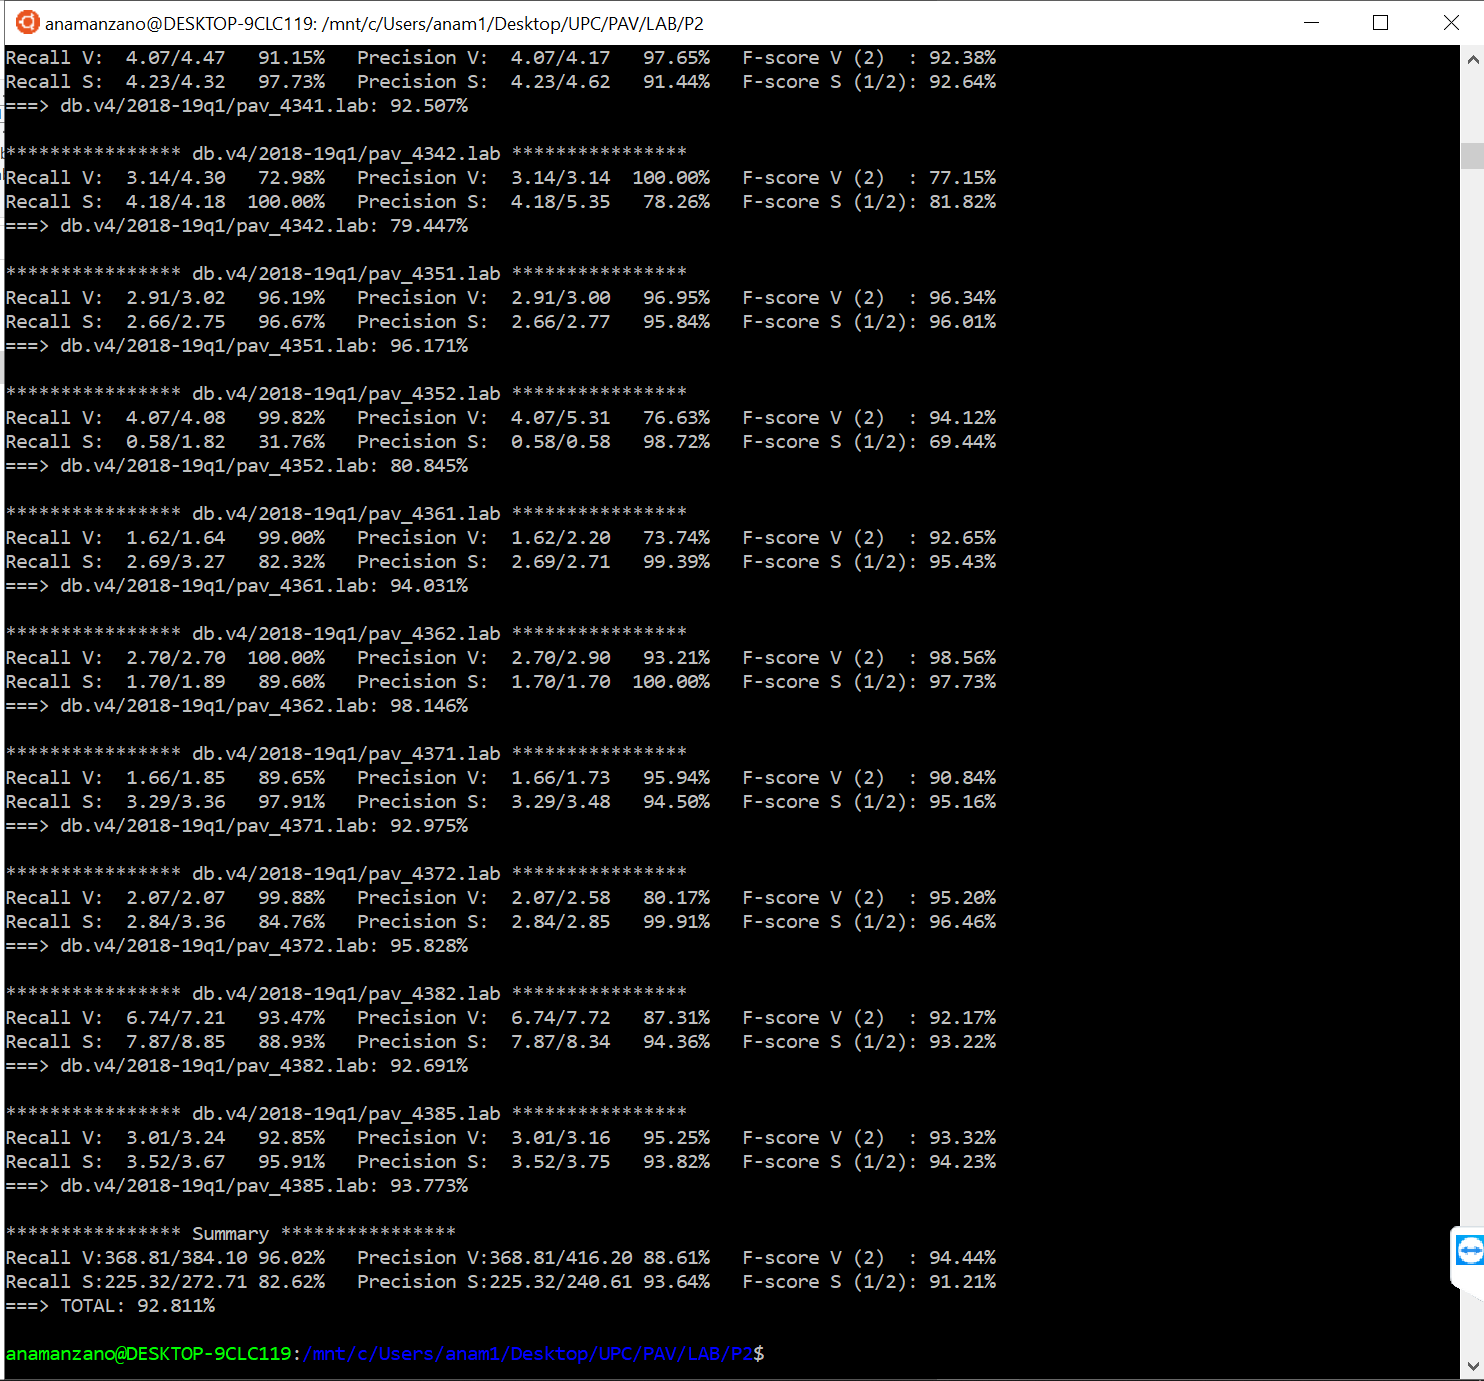 anamanzano@DESKTOP-9CLC119: /mnt/c/Users/anam1/Desktop/UPC/PAV/LAB/P2
Recall V:  4.07/4.47   91.15%   Precision V:  4.07/4.17   97.65%   F-score V (2)  : 92.38%
Recall S:  4.23/4.32   97.73%   Precision S:  4.23/4.62   91.44%   F-score S (1/2): 92.64%
===> db.v4/2018-19q1/pav_4341.lab: 92.507%
**************** db.v4/2018-19q1/pav_4342.lab ****************
Recall V:  3.14/4.30   72.98%   Precision V:  3.14/3.14  100.00%   F-score V (2)  : 77.15%
Recall S:  4.18/4.18  100.00%   Precision S:  4.18/5.35   78.26%   F-score S (1/2): 81.82%
===> db.v4/2018-19q1/pav_4342.lab: 79.447%
**************** db.v4/2018-19q1/pav_4351.lab ****************
Recall V:  2.91/3.02   96.19%   Precision V:  2.91/3.00   96.95%   F-score V (2)  : 96.34%
Recall S:  2.66/2.75   96.67%   Precision S:  2.66/2.77   95.84%   F-score S (1/2): 96.01%
===> db.v4/2018-19q1/pav_4351.lab: 96.171%
**************** db.v4/2018-19q1/pav_4352.lab ****************
Recall V:  4.07/4.08   99.82%   Precision V:  4.07/5.31   76.63%   F-score V (2)  : 94.12%
Recall S:  0.58/1.82   31.76%   Precision S:  0.58/0.58   98.72%   F-score S (1/2): 69.44%
===> db.v4/2018-19q1/pav_4352.lab: 80.845%
**************** db.v4/2018-19q1/pav_4361.lab ****************
Recall V:  1.62/1.64   99.00%   Precision V:  1.62/2.20   73.74%   F-score V (2)  : 92.65%
Recall S:  2.69/3.27   82.32%   Precision S:  2.69/2.71   99.39%   F-score S (1/2): 95.43%
===> db.v4/2018-19q1/pav_4361.lab: 94.031%
**************** db.v4/2018-19q1/pav_4362.lab ****************
Recall V:  2.70/2.70  100.00%   Precision V:  2.70/2.90   93.21%   F-score V (2)  : 98.56%
Recall S:  1.70/1.89   89.60%   Precision S:  1.70/1.70  100.00%   F-score S (1/2): 97.73%
===> db.v4/2018-19q1/pav_4362.lab: 98.146%
**************** db.v4/2018-19q1/pav_4371.lab ****************
Recall V:  1.66/1.85   89.65%   Precision V:  1.66/1.73   95.94%   F-score V (2)  : 90.84%
Recall S:  3.29/3.36   97.91%   Precision S:  3.29/3.48   94.50%   F-score S (1/2): 95.16%
===> db.v4/2018-19q1/pav_4371.lab: 92.975%
**************** db.v4/2018-19q1/pav_4372.lab ****************
Recall V:  2.07/2.07   99.88%   Precision V:  2.07/2.58   80.17%   F-score V (2)  : 95.20%
Recall S:  2.84/3.36   84.76%   Precision S:  2.84/2.85   99.91%   F-score S (1/2): 96.46%
===> db.v4/2018-19q1/pav_4372.lab: 95.828%
**************** db.v4/2018-19q1/pav_4382.lab ****************
Recall V:  6.74/7.21   93.47%   Precision V:  6.74/7.72   87.31%   F-score V (2)  : 92.17%
Recall S:  7.87/8.85   88.93%   Precision S:  7.87/8.34   94.36%   F-score S (1/2): 93.22%
===> db.v4/2018-19q1/pav_4382.lab: 92.691%
**************** db.v4/2018-19q1/pav_4385.lab ****************
Recall V:  3.01/3.24   92.85%   Precision V:  3.01/3.16   95.25%   F-score V (2)  : 93.32%
Recall S:  3.52/3.67   95.91%   Precision S:  3.52/3.75   93.82%   F-score S (1/2): 94.23%
===> db.v4/2018-19q1/pav_4385.lab: 93.773%
**************** Summary ****************
Recall V:368.81/384.10 96.02%   Precision V:368.81/416.20 88.61%   F-score V (2)  : 94.44%
Recall S:225.32/272.71 82.62%   Precision S:225.32/240.61 93.64%   F-score S (1/2): 91.21%
===> TOTAL: 92.811%
anamanzano@DESKTOP-9CLC119:/mnt/c/Users/anam1/Desktop/UPC/PAV/LAB/P2$